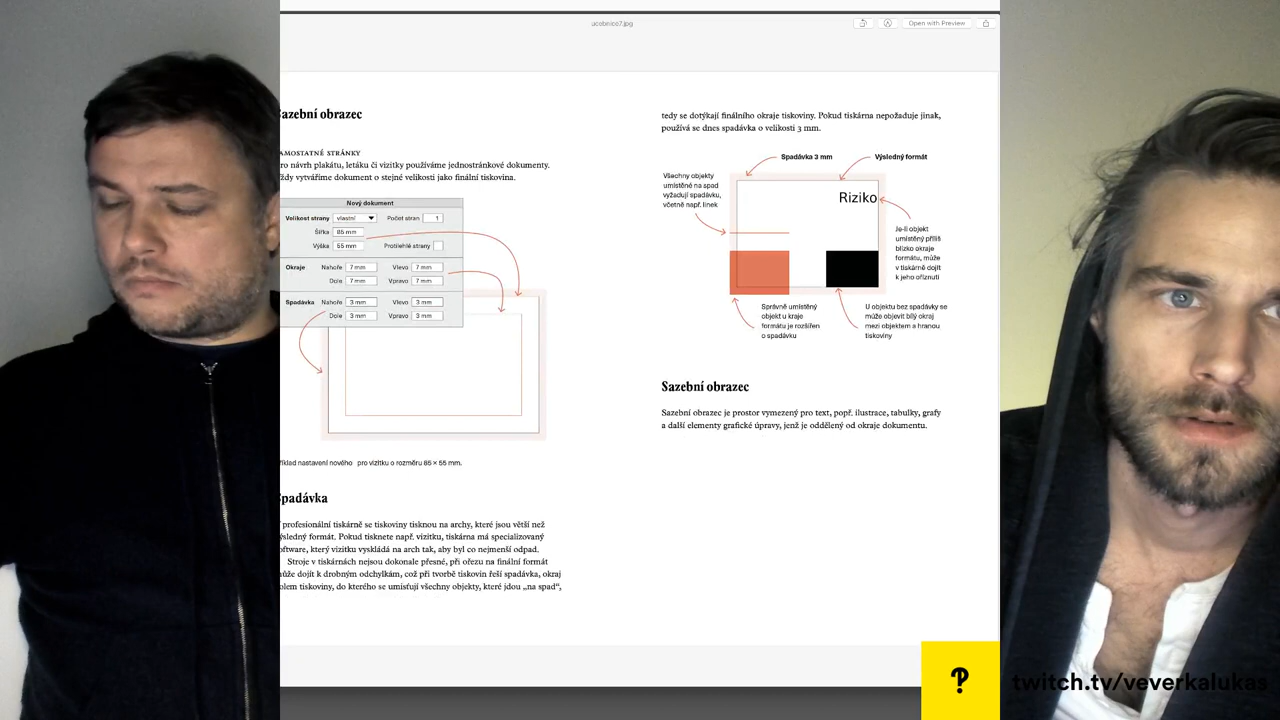 ucebnice7.jpg
Open with Preview
Sazební obrazec
AMOSTATNÉ STRÁNKY
ro návrh plakátu, letáku či vizitky používáme jednostránkové dokumenty.
ždy vytváříme dokument o stejné velikosti jako finální tiskovina.
Nový dokument
Velikost strany vlastní Počet stran 1
Šířka 85 mm
Výška 55 mm Protilehlé strany
Okraje Nahoře 7 mm Vlevo 7 mm
Dole 7 mm Vpravo 7 mm
Spadávka Nahoře 3 mm Vlevo 3 mm
Dole 3 mm Vpravo 3 mm
říklad nastavení nového pro vizitku o rozměru 85 × 55 mm.
Spadávka
profesionální tiskárně se tiskoviny tisknou na archy, které jsou větší než
ýsledný formát. Pokud tisknete např. vizitku, tiskárna má specializovaný
oftware, který vizitku vyskládá na arch tak, aby byl co nejmenší odpad.
Stroje v tiskárnách nejsou dokonale přesné, při ořezu na finální formát
ůže dojít k drobným odchylkám, což při tvorbě tiskovin řeší spadávka, okraj
olem tiskoviny, do kterého se umisťují všechny objekty, které jdou „na spad“,
tedy se dotýkají finálního okraje tiskoviny. Pokud tiskárna nepožaduje jinak,
používá se dnes spadávka o velikosti 3 mm.
Spadávka 3 mm
Výsledný formát
Všechny objekty
umístěné na spad
vyžadují spadávku,
včetně např. linek
Riziko
Je-li objekt
umístěný příliš
blízko okraje
formátu, může
v tiskárně dojít
k jeho oříznutí
Správně umístěný
objekt u kraje
formátu je rozšířen
o spadávku
U objektu bez spadávky se
může objevit bílý okraj
mezi objektem a hranou
tiskoviny
Sazební obrazec
Sazební obrazec je prostor vymezený pro text, popř. ilustrace, tabulky, grafy
a další elementy grafické úpravy, jenž je oddělený od okraje dokumentu.
?
twitch.tv/veverkalukas